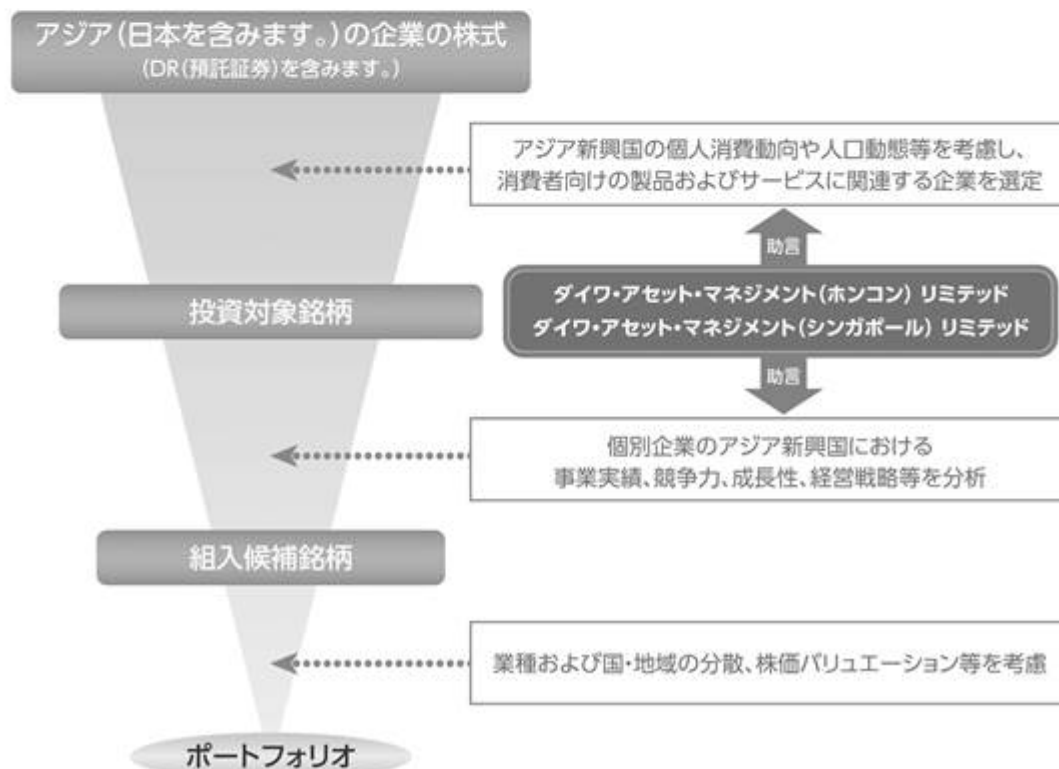 アジア（日本を含みます。）の企業の株式
（DR（預託証券）を含みます。）
アジア新興国の個人消費動向や人口動態等を考慮し、
消費者向けの製品およびサービスに関連する企業を選定
助言
投資対象銘柄
ダイワ・アセット・マネジメント（ホンコン）リミテッド
ダイワ・アセット・マネジメント（シンガポール）リミテッド
助言
個別企業のアジア新興国における
事業実績、競争力、成長性、経営戦略等を分析
組入候補銘柄
業種および国・地域の分散、株価バリュエーション等を考慮
ポートフォリオ